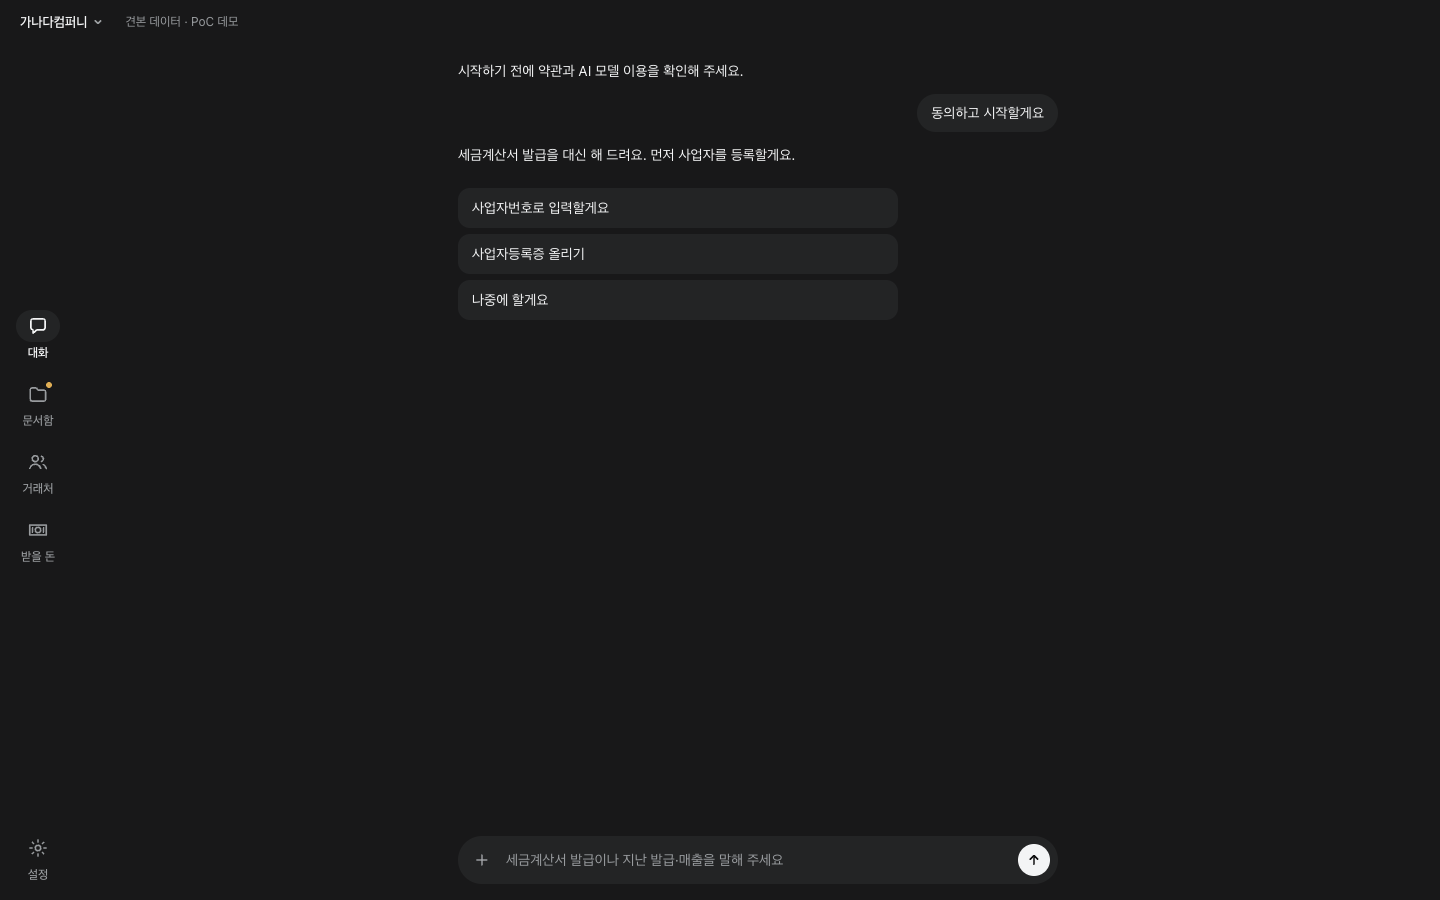 가나다컴퍼니
견본 데이터 · PoC 데모
시작하기 전에 약관과 AI 모델 이용을 확인해 주세요.
동의하고 시작할게요
세금계산서 발급을 대신 해 드려요. 먼저 사업자를 등록할게요.
사업자번호로 입력할게요
사업자등록증 올리기
나중에 할게요
대화
문서함
거래처
받을 돈
설정
세금계산서 발급이나 지난 발급·매출을 말해 주세요